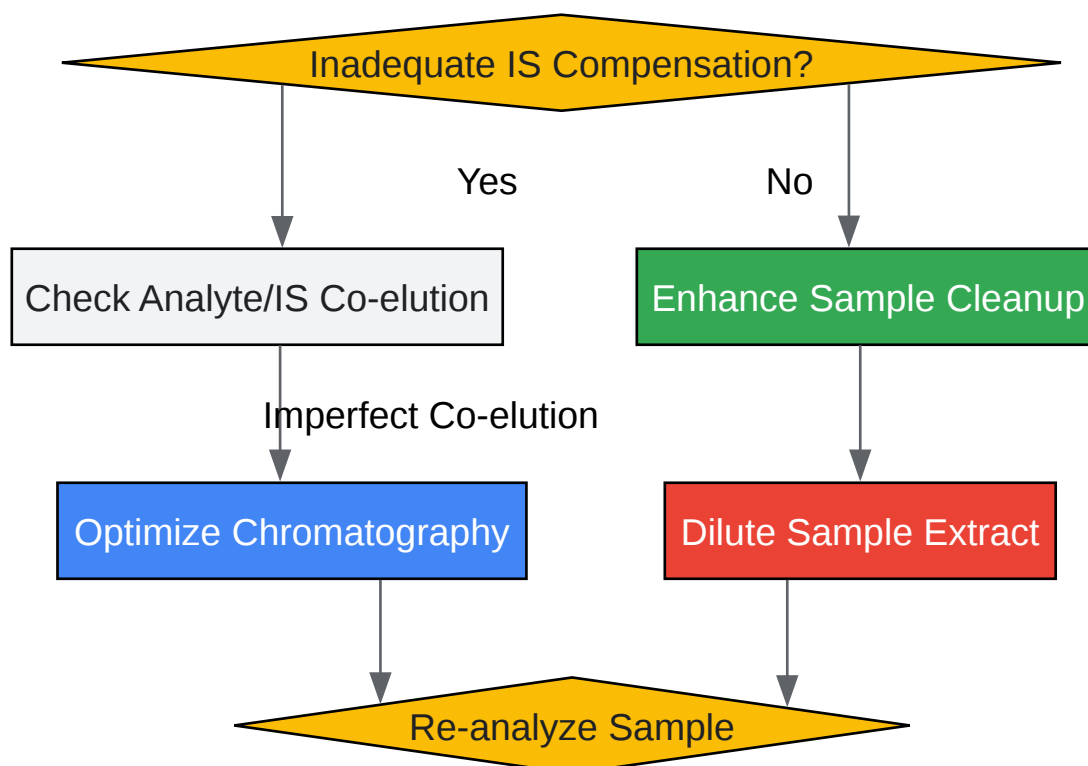 Inadequate IS Compensation?
Yes
No
Check Analyte/IS Co-elution
Enhance Sample Cleanup
Imperfect Co-elution
Optimize Chromatography
Dilute Sample Extract
Re-analyze Sample